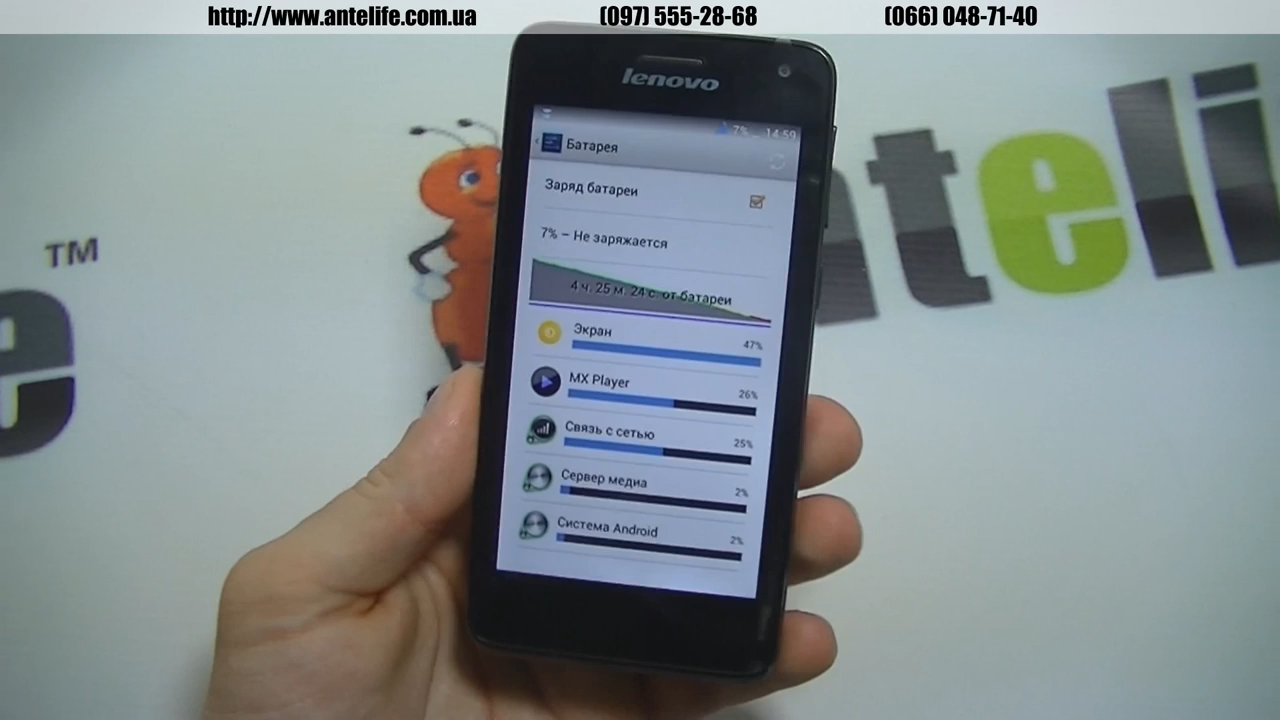 http://www.antelife.com.ua (097) 555-28-68 (066) 048-71-40
lenovo
7% 14:59
Батарея
Заряд батареи
7% – Не заряжается
4 ч. 25 м. 24 с. от батареи
Экран 47%
MX Player 26%
Связь с сетью 25%
Сервер медиа 2%
Система Android 2%
TM
e
nteli